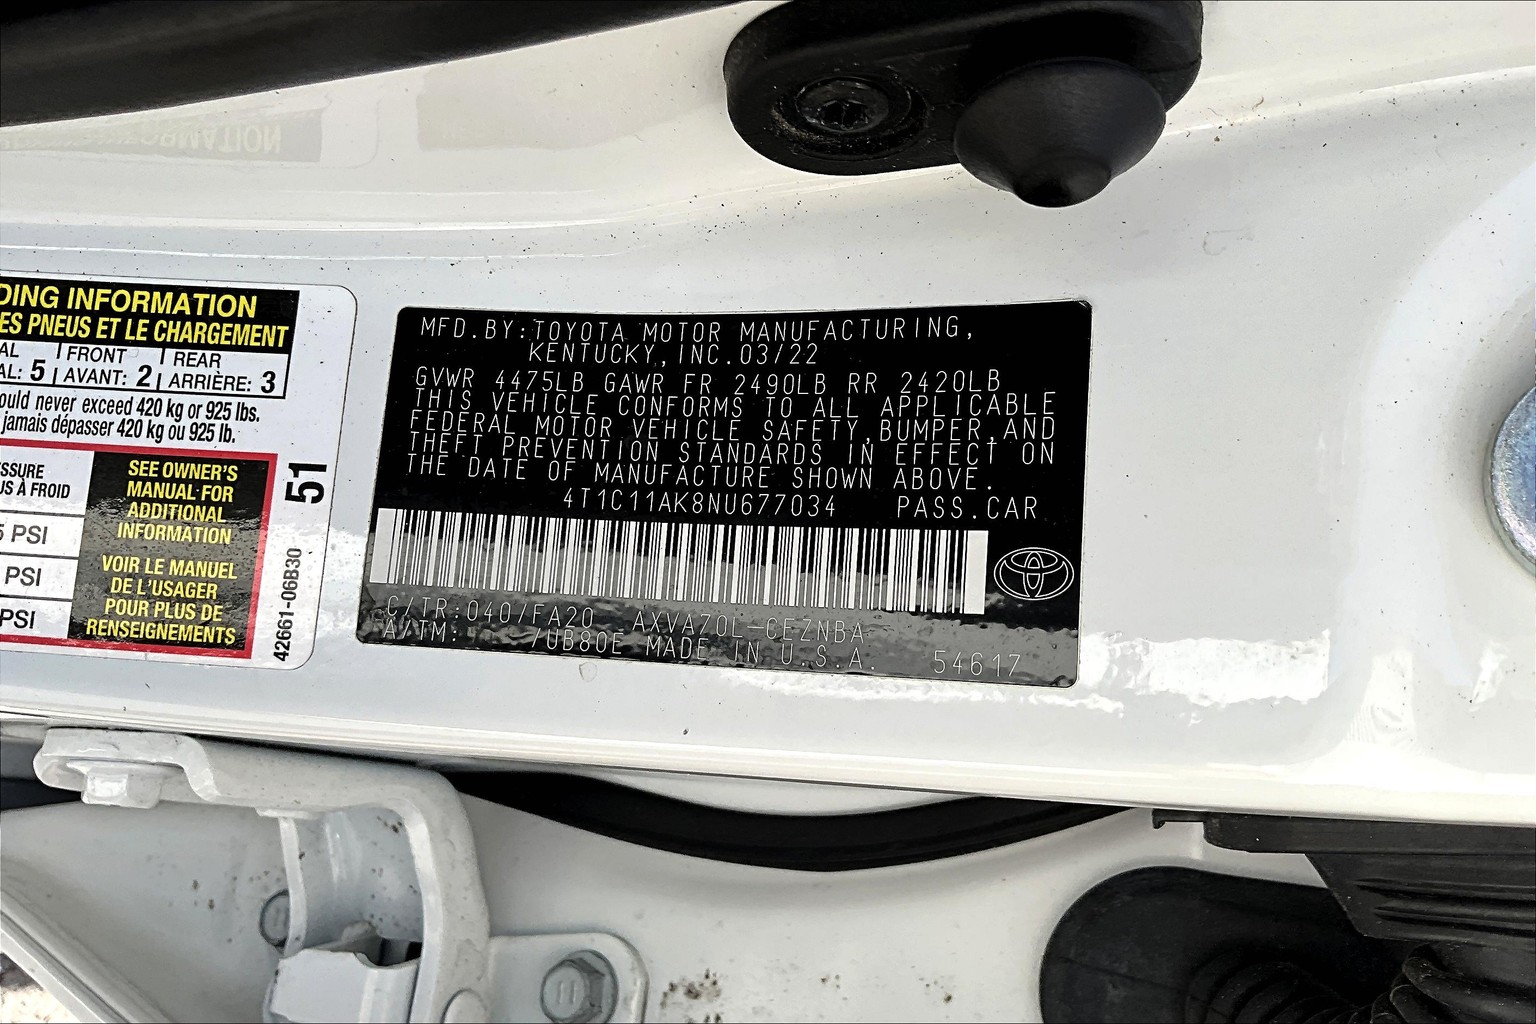 DING INFORMATION
ES PNEUS ET LE CHARGEMENT
AL FRONT REAR
AL: 5 AVANT: 2 ARRIÈRE: 3
ould never exceed 420 kg or 925 lbs.
jamais dépasser 420 kg ou 925 lb.
SSURE
US À FROID
5 PSI
PSI
PSI
SEE OWNER'S
MANUAL FOR
ADDITIONAL
INFORMATION
VOIR LE MANUEL
DE L'USAGER
POUR PLUS DE
RENSEIGNEMENTS
51
42661-06B30
MFD.BY:TOYOTA MOTOR MANUFACTURING,
KENTUCKY,INC.03/22
GVWR 4475LB GAWR FR 2490LB RR 2420LB
THIS VEHICLE CONFORMS TO ALL APPLICABLE
FEDERAL MOTOR VEHICLE SAFETY,BUMPER,AND
THEFT PREVENTION STANDARDS IN EFFECT ON
THE DATE OF MANUFACTURE SHOWN ABOVE.
4T1C11AK8NU677034 PASS.CAR
C/TR:040/FA20 AXVA70L-CEZNBA
A/TM: /UB80E MADE IN U.S.A. 54617